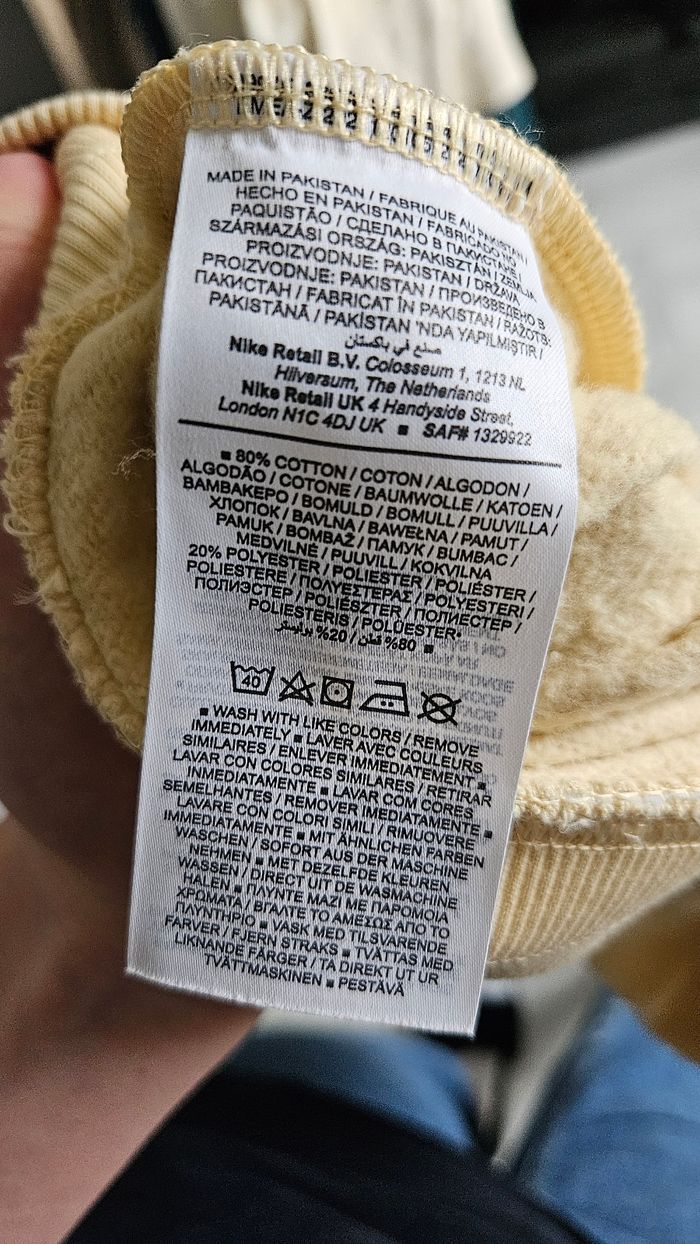 MADE IN PAKISTAN / FABRIQUE AU PAKISTAN /
HECHO EN PAKISTAN / FABRICADO NO
PAQUISTÃO / СДЕЛАНО В ПАКИСТАНЕ /
SZÁRMAZÁSI ORSZÁG: PAKISZTÁN / ZEMLJA
PROIZVODNJE: PAKISTAN / DRŽAVA
PROIZVODNJE: PAKISTAN / ПРОИЗВЕДЕНО В
ПАКИСТАН / FABRICAT ÎN PAKISTAN / RAŽOTS:
PAKISTĀNĀ / PAKİSTAN 'NDA YAPILMIŞTIR /
صنع في باكستان
Nike Retail B.V. Colosseum 1, 1213 NL
Hilversum, The Netherlands
Nike Retail UK 4 Handyside Street,
London N1C 4DJ UK ■ SAF# 1329922
■ 80% COTTON / COTON / ALGODON /
ALGODÃO / COTONE / BAUMWOLLE / KATOEN /
ΒΑΜΒΑΚΕΡΟ / BOMULD / BOMULL / PUUVILLA /
ХЛОПОК / BAVLNA / BAWEŁNA / PAMUT /
PAMUK / BOMBAŽ / ПАМУК / BUMBAC /
MEDVILNĖ / PUUVILL / KOKVILNA
20% POLYESTER / POLIESTER / POLIÉSTER /
POLIESTERE / ΠΟΛΥΕΣΤΕΡΑΣ / POLYESTERI /
ПОЛИЭСТЕР / POLIÉSZTER / ПОЛИЕСТЕР /
POLIESTERIS / POLÜESTER•
80% قطن / 20% بوليستر ■
40
■ WASH WITH LIKE COLORS / REMOVE
IMMEDIATELY ■ LAVER AVEC COULEURS
SIMILAIRES / ENLEVER IMMEDIATEMENT ■
LAVAR CON COLORES SIMILARES / RETIRAR
INMEDIATAMENTE ■ LAVAR COM CORES
SEMELHANTES / REMOVER IMEDIATAMENTE ■
LAVARE CON COLORI SIMILI / RIMUOVERE
IMMEDIATAMENTE ■ MIT ÄHNLICHEN FARBEN
WASCHEN / SOFORT AUS DER MASCHINE
NEHMEN ■ MET DEZELFDE KLEUREN
WASSEN / DIRECT UIT DE WASMACHINE
HALEN ■ ΠΛΥΝΤΕ ΜΑΖΙ ΜΕ ΠΑΡΟΜΟΙΑ
ΧΡΩΜΑΤΑ / ΒΓΑΛΤΕ ΤΟ ΑΜΕΣΩΣ ΑΠΟ ΤΟ
ΠΛΥΝΤΗΡΙΟ ■ VASK MED TILSVARENDE
FARVER / FJERN STRAKS ■ TVÄTTAS MED
LIKNANDE FÄRGER / TA DIREKT UT UR
TVÄTTMASKINEN ■ PESTÄVÄ